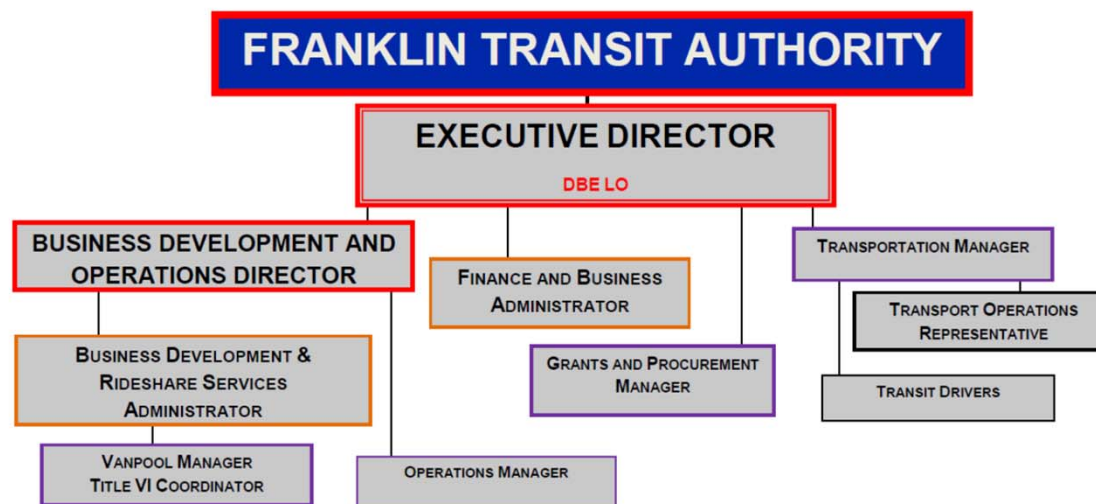 FRANKLIN TRANSIT AUTHORITY
EXECUTIVE DIRECTOR
DBE LO
BUSINESS DEVELOPMENT AND
OPERATIONS DIRECTOR
FINANCE AND BUSINESS
ADMINISTRATOR
TRANSPORTATION MANAGER
TRANSPORT OPERATIONS
REPRESENTATIVE
BUSINESS DEVELOPMENT &
RIDESHARE SERVICES
ADMINISTRATOR
GRANTS AND PROCUREMENT
MANAGER
TRANSIT DRIVERS
VANPOOL MANAGER
TITLE VI COORDINATOR
OPERATIONS MANAGER